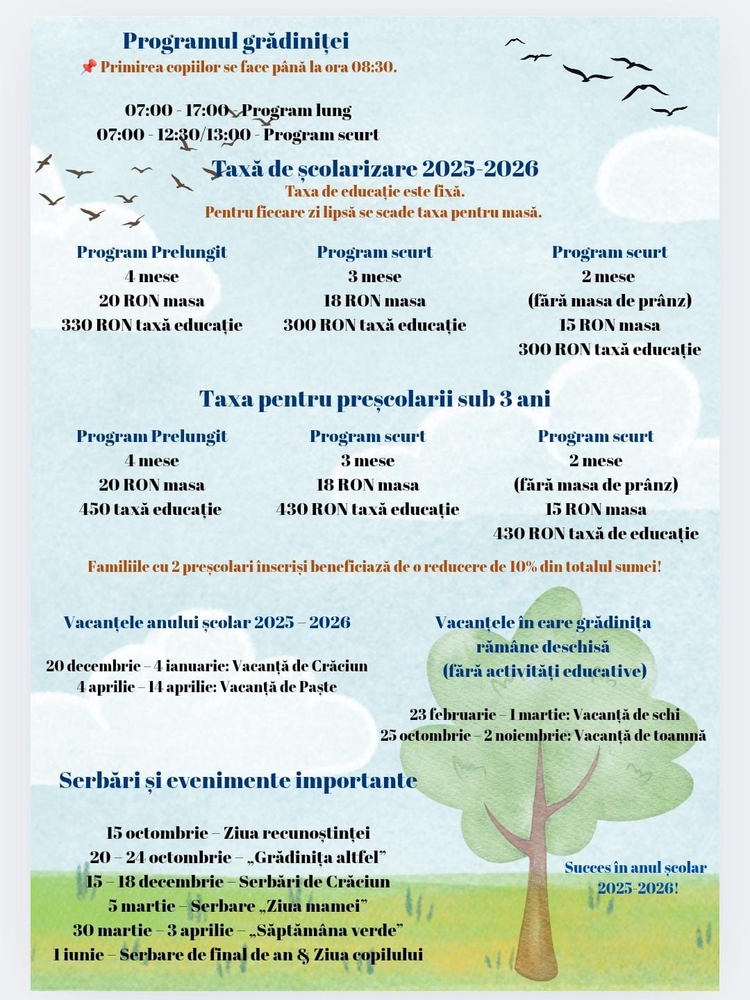 Programul grădiniței
📌 Primirea copiilor se face până la ora 08:30.
07:00 - 17:00 - Program lung
07:00 - 12:30/13:00 - Program scurt
Taxă de școlarizare 2025-2026
Taxa de educație este fixă.
Pentru fiecare zi lipsă se scade taxa pentru masă.
Program Prelungit
4 mese
20 RON masa
330 RON taxă educație
Program scurt
3 mese
18 RON masa
300 RON taxă educație
Program scurt
2 mese
(fără masa de prânz)
15 RON masa
300 RON taxă educație
Taxa pentru preșcolarii sub 3 ani
Program Prelungit
4 mese
20 RON masa
450 taxă educație
Program scurt
3 mese
18 RON masa
430 RON taxă educație
Program scurt
2 mese
(fără masa de prânz)
15 RON masa
430 RON taxă de educație
Familiile cu 2 preșcolari înscriși beneficiază de o reducere de 10% din totalul sumei!
Vacanțele anului școlar 2025 – 2026
20 decembrie – 4 ianuarie: Vacanță de Crăciun
4 aprilie – 14 aprilie: Vacanță de Paște
Vacanțele în care grădinița
rămâne deschisă
(fără activități educative)
23 februarie – 1 martie: Vacanță de schi
25 octombrie – 2 noiembrie: Vacanță de toamnă
Serbări și evenimente importante
15 octombrie – Ziua recunoștinței
20 – 24 octombrie – „Grădinița altfel”
15 – 18 decembrie – Serbări de Crăciun
5 martie – Serbare „Ziua mamei”
30 martie – 3 aprilie – „Săptămâna verde”
1 iunie – Serbare de final de an & Ziua copilului
Succes în anul școlar
2025-2026!